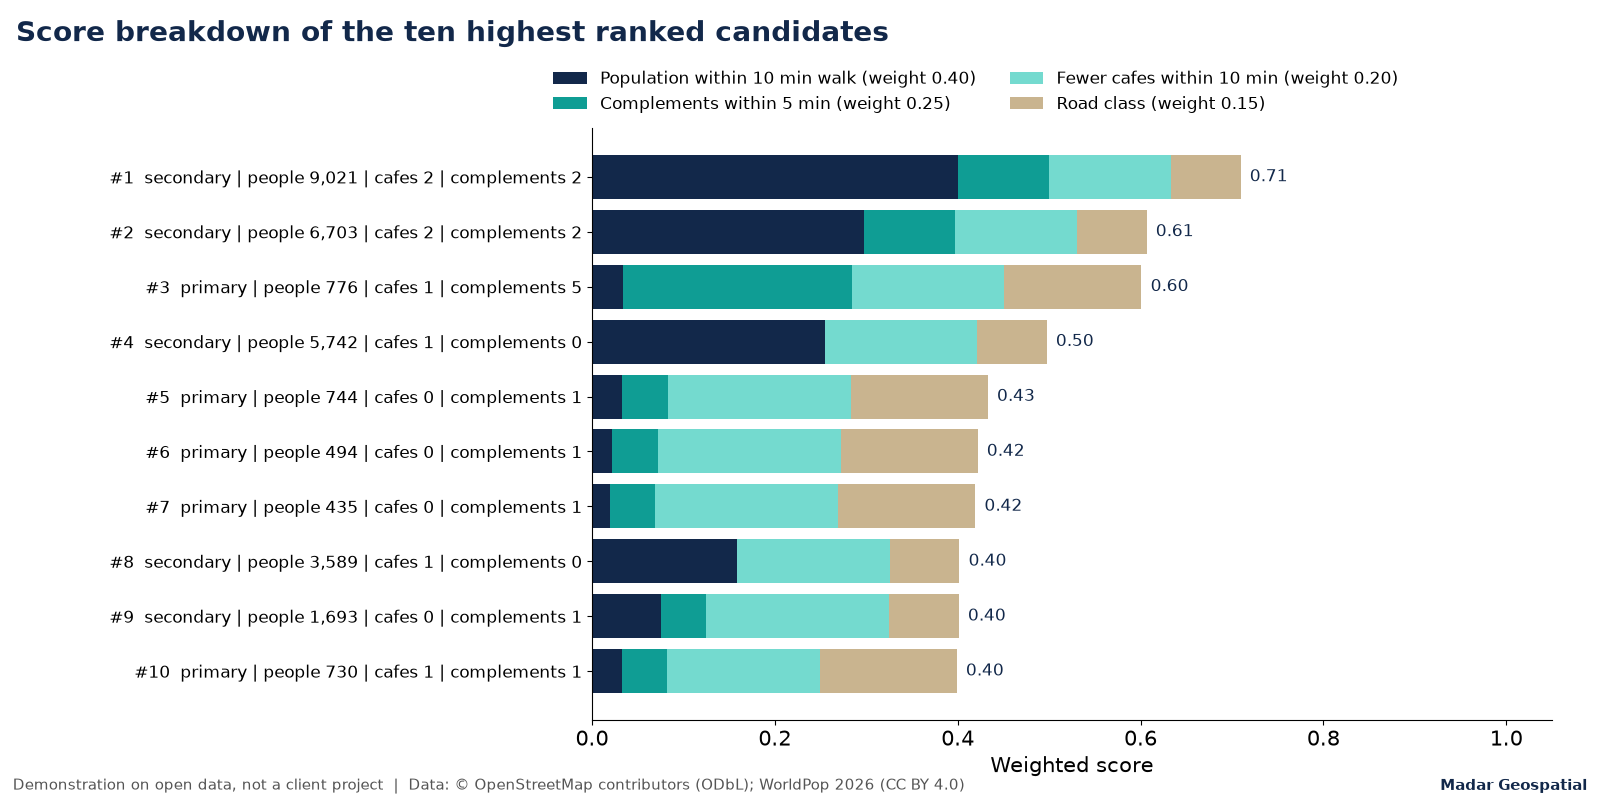 Score breakdown of the ten highest ranked candidates
Population within 10 min walk (weight 0.40)
Fewer cafes within 10 min (weight 0.20)
Complements within 5 min (weight 0.25)
Road class (weight 0.15)
#1  secondary | people 9,021 | cafes 2 | complements 2
0.71
#2  secondary | people 6,703 | cafes 2 | complements 2
0.61
#3  primary | people 776 | cafes 1 | complements 5
0.60
#4  secondary | people 5,742 | cafes 1 | complements 0
0.50
#5  primary | people 744 | cafes 0 | complements 1
0.43
#6  primary | people 494 | cafes 0 | complements 1
0.42
#7  primary | people 435 | cafes 0 | complements 1
0.42
#8  secondary | people 3,589 | cafes 1 | complements 0
0.40
#9  secondary | people 1,693 | cafes 0 | complements 1
0.40
#10  primary | people 730 | cafes 1 | complements 1
0.40
0.0 0.2 0.4 0.6 0.8 1.0
Weighted score
Demonstration on open data, not a client project  |  Data: © OpenStreetMap contributors (ODbL); WorldPop 2026 (CC BY 4.0)
Madar Geospatial